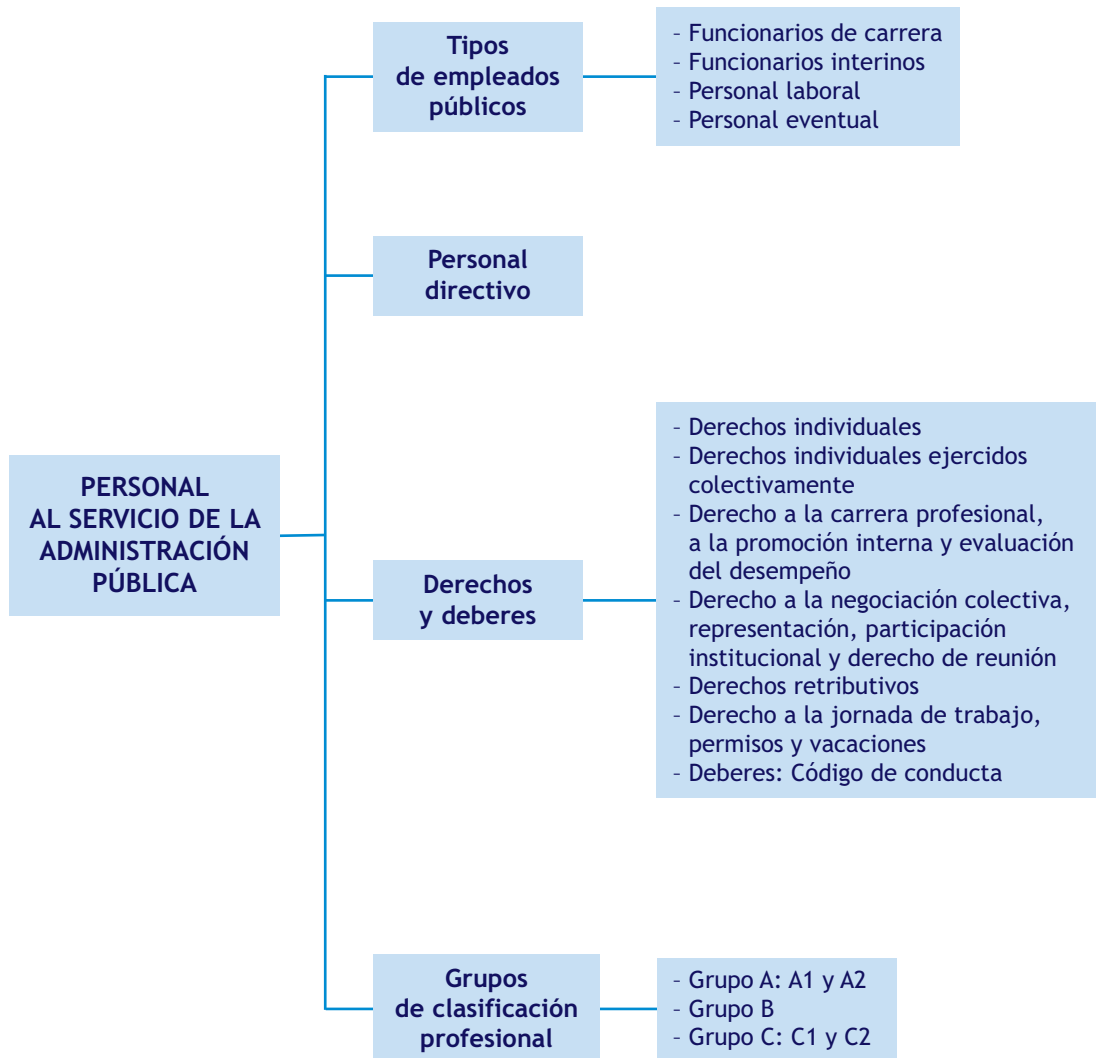 PERSONAL
AL SERVICIO DE LA
ADMINISTRACIÓN
PÚBLICA
Tipos
de empleados
públicos
- Funcionarios de carrera
- Funcionarios interinos
- Personal laboral
- Personal eventual
Personal
directivo
Derechos
y deberes
- Derechos individuales
- Derechos individuales ejercidos
colectivamente
- Derecho a la carrera profesional,
a la promoción interna y evaluación
del desempeño
- Derecho a la negociación colectiva,
representación, participación
institucional y derecho de reunión
- Derechos retributivos
- Derecho a la jornada de trabajo,
permisos y vacaciones
- Deberes: Código de conducta
Grupos
de clasificación
profesional
- Grupo A: A1 y A2
- Grupo B
- Grupo C: C1 y C2